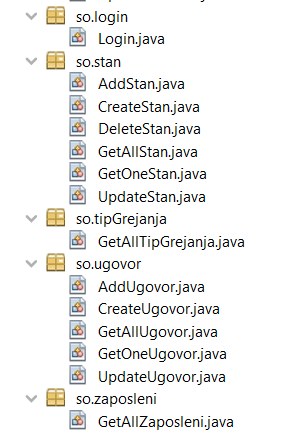 so.login
Login.java
so.stan
AddStan.java
CreateStan.java
DeleteStan.java
GetAllStan.java
GetOneStan.java
UpdateStan.java
so.tipGrejanja
GetAllTipGrejanja.java
so.ugovor
AddUgovor.java
CreateUgovor.java
GetAllUgovor.java
GetOneUgovor.java
UpdateUgovor.java
so.zaposleni
GetAllZaposleni.java